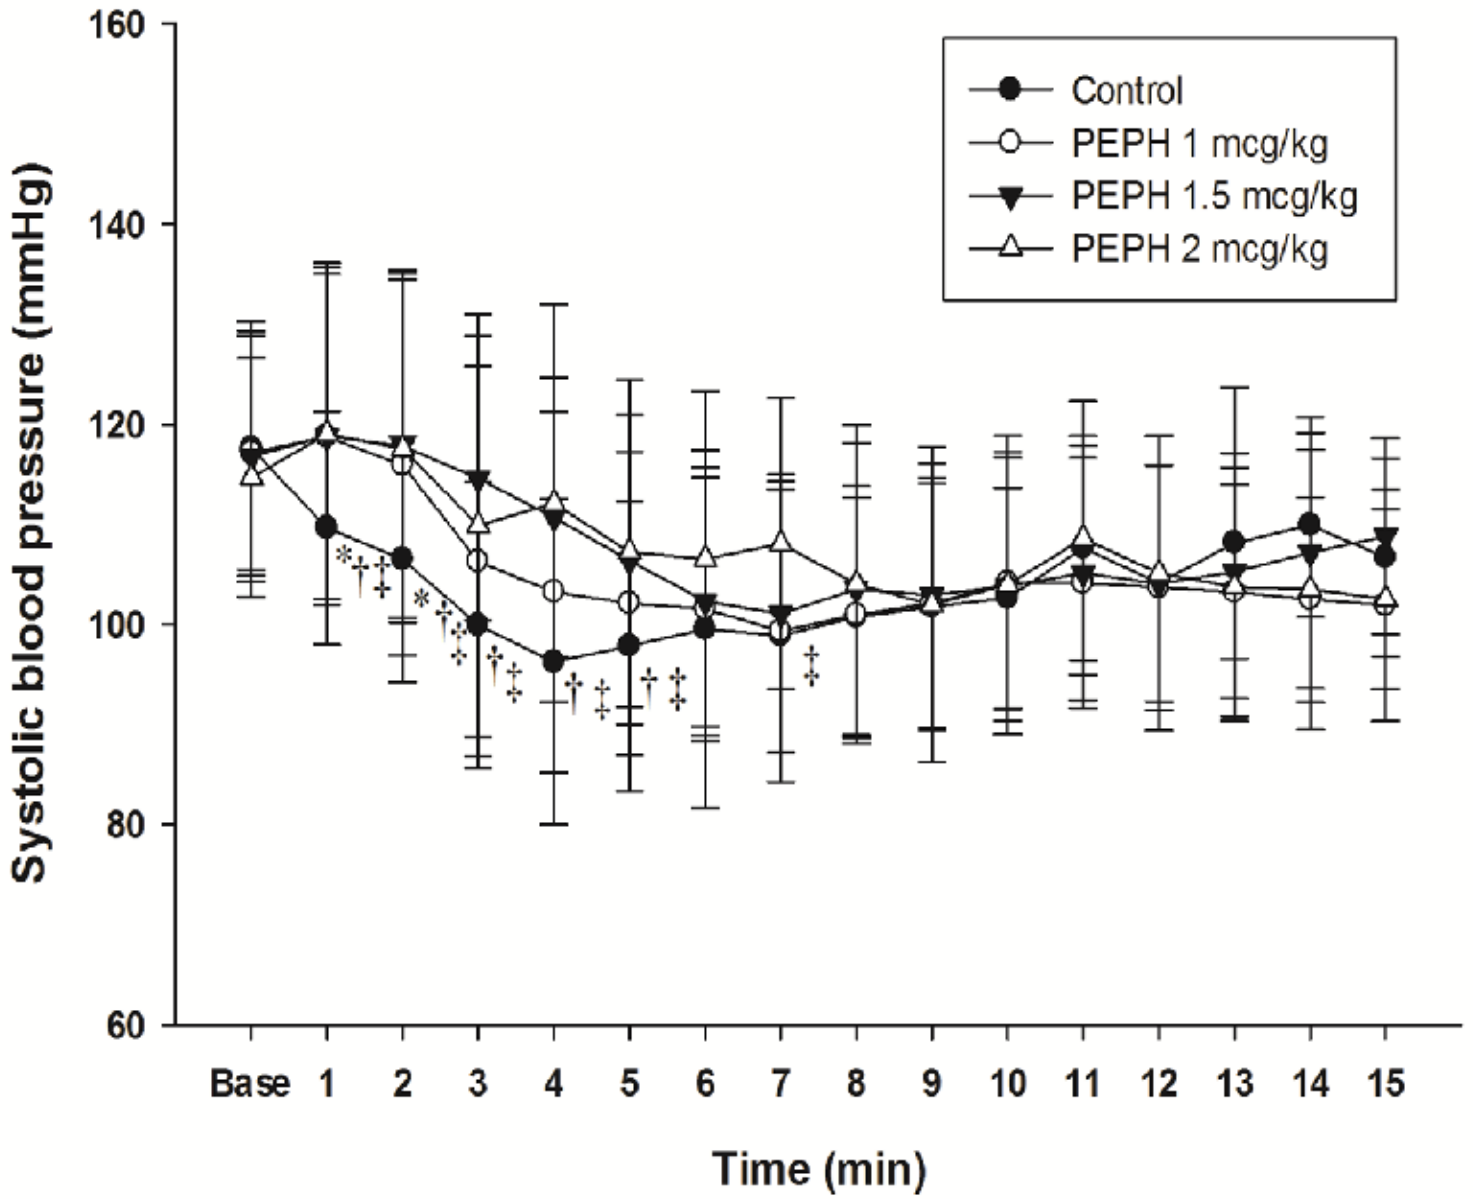 160
140
120
100
80
60
Systolic blood pressure (mmHg)
Control
PEPH 1 mcg/kg
PEPH 1.5 mcg/kg
PEPH 2 mcg/kg
*†‡
*†‡
†‡
†‡
†‡
‡
Base 1 2 3 4 5 6 7 8 9 10 11 12 13 14 15
Time (min)